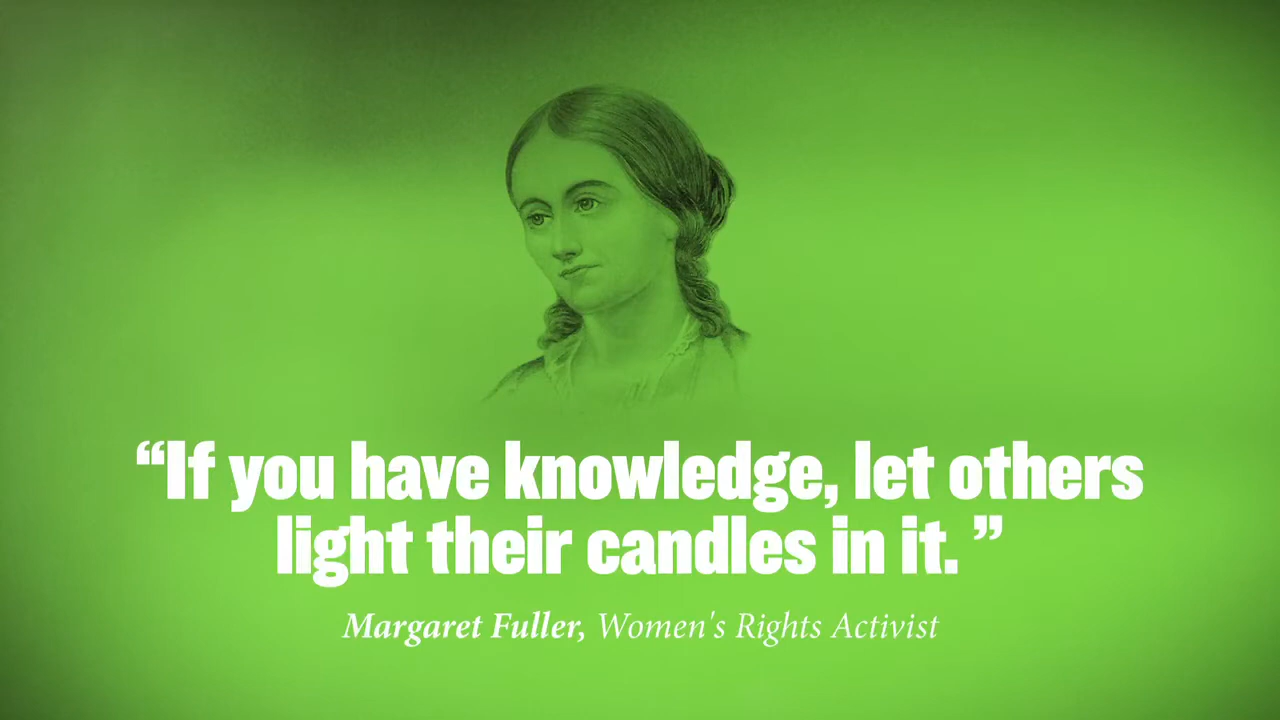 “If you have knowledge, let others
light their candles in it. ”
Margaret Fuller, Women's Rights Activist